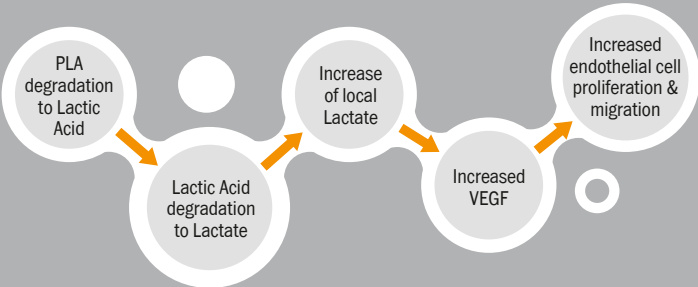 PLA
degradation
to Lactic
Acid
Lactic Acid
degradation
to Lactate
Increase
of local
Lactate
Increased
VEGF
Increased
endothelial cell
proliferation &
migration